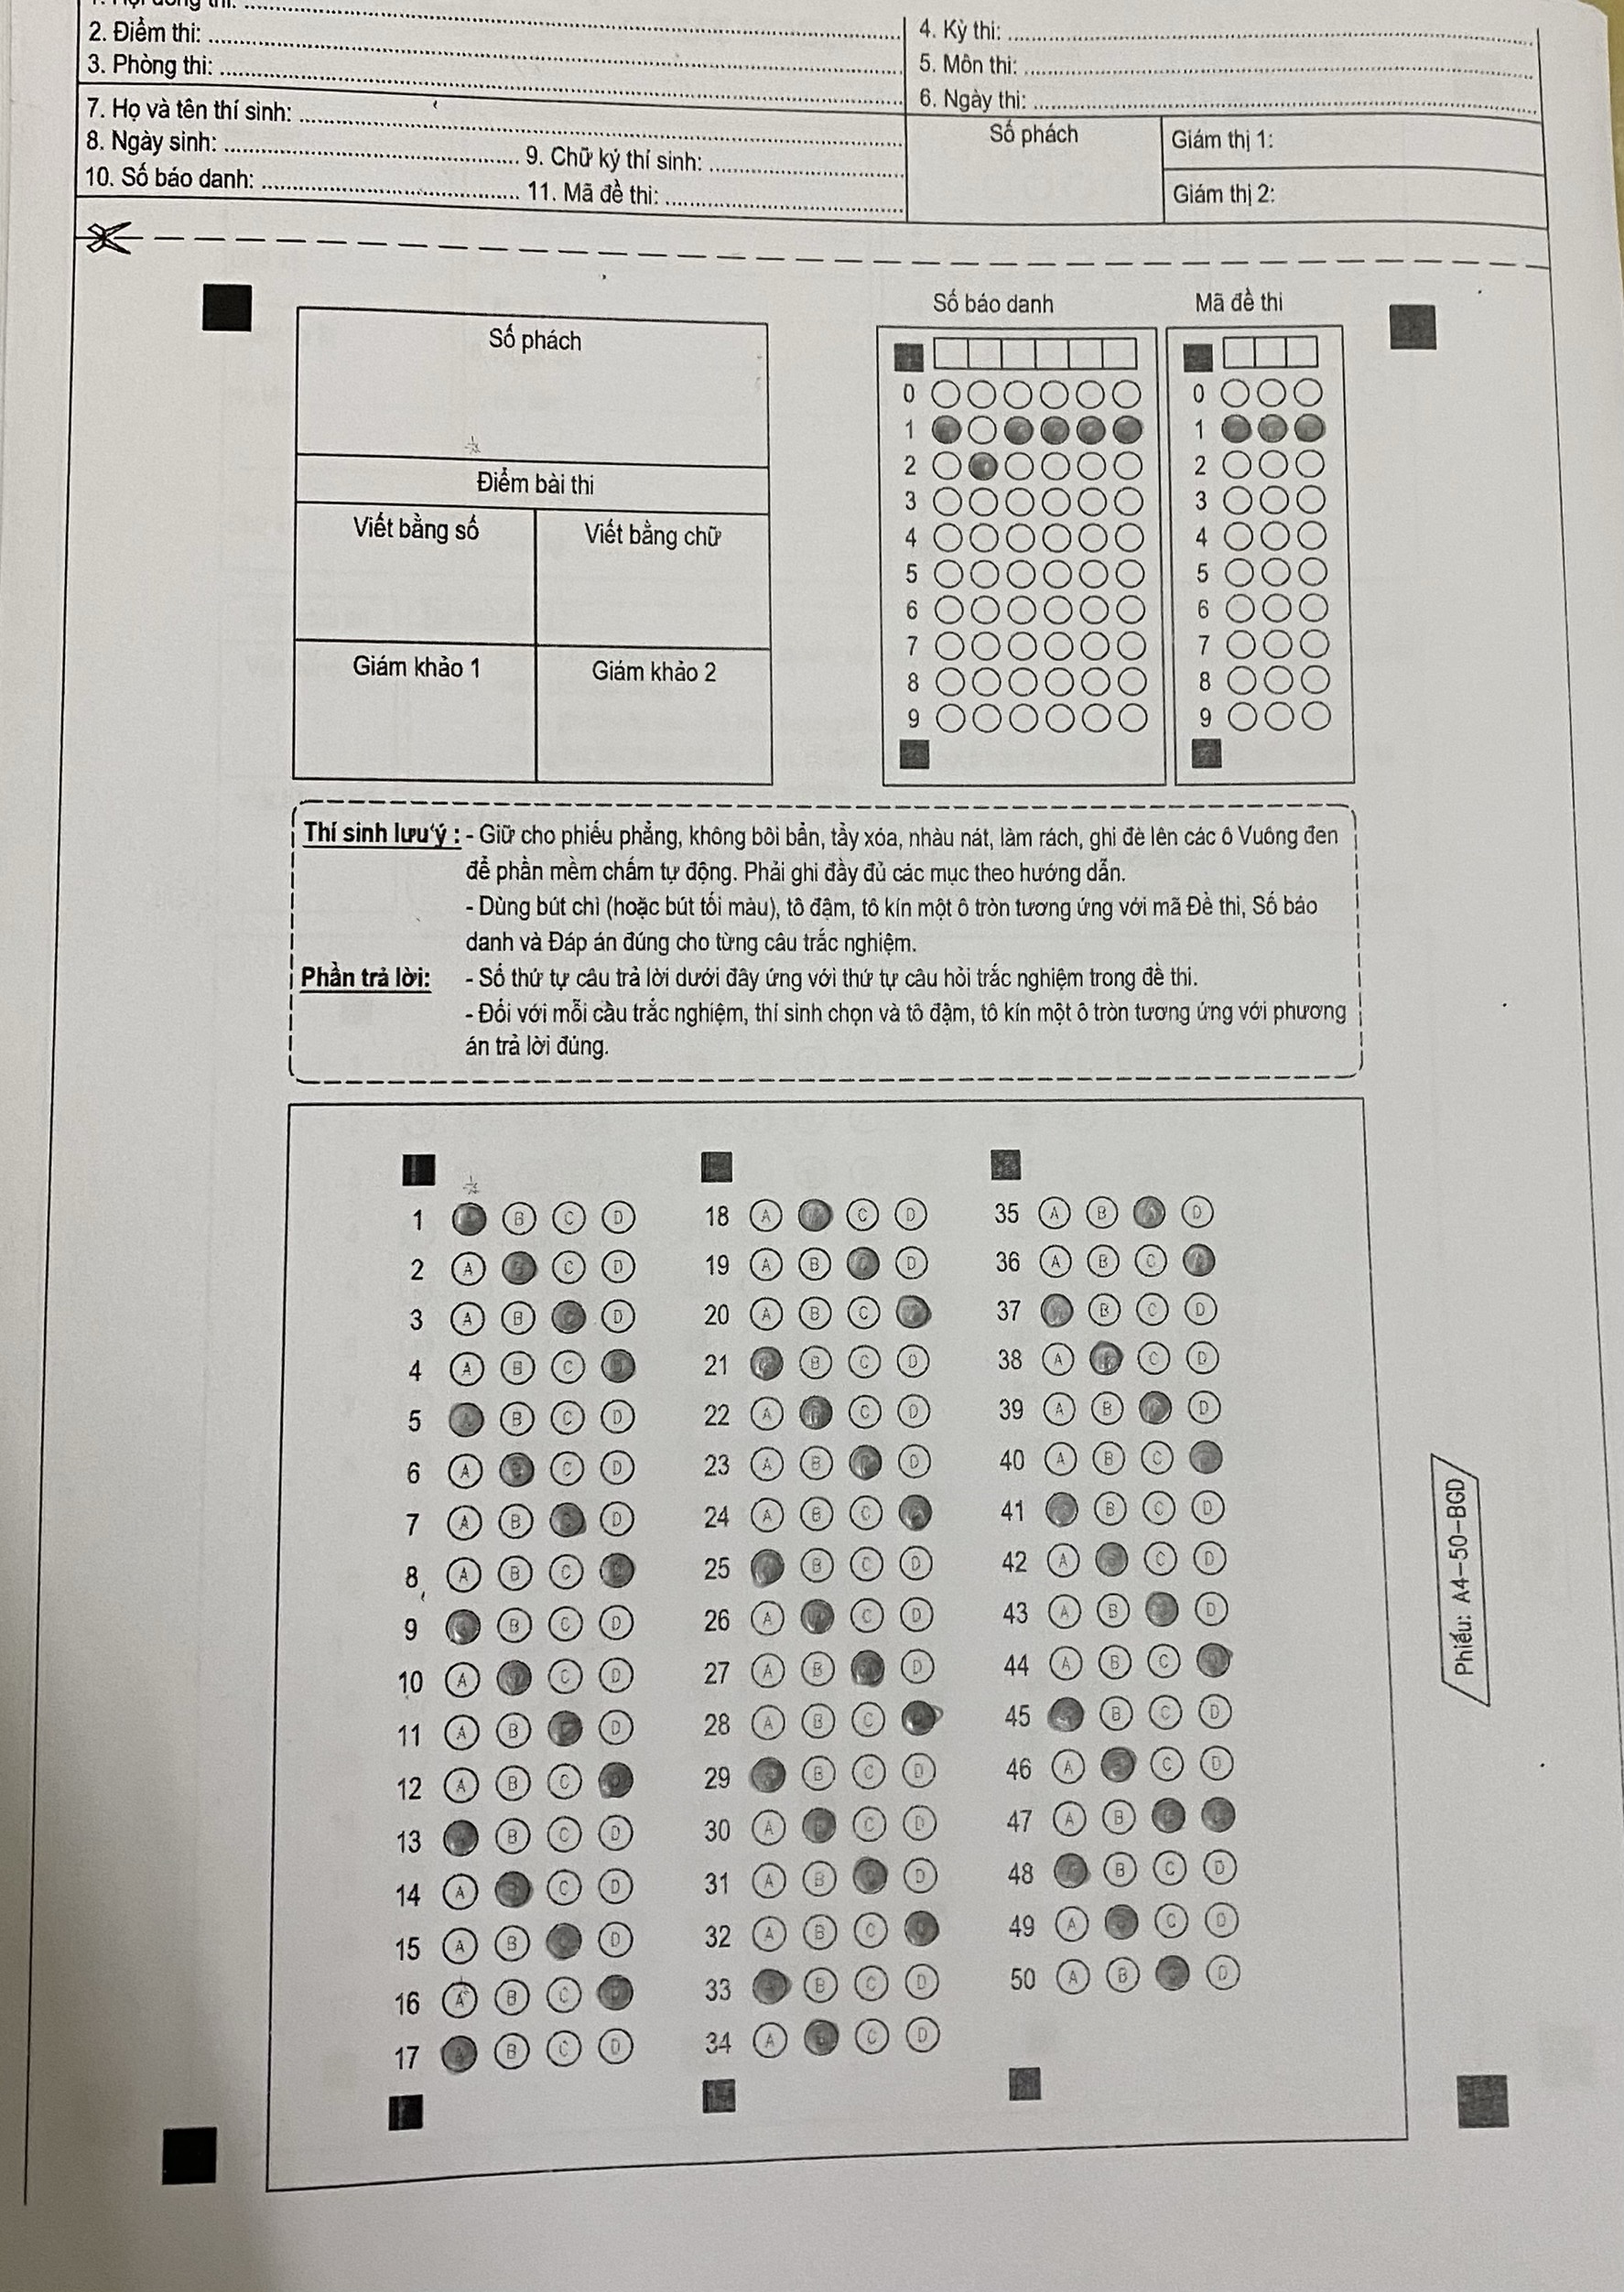 2. Điểm thi:
3. Phòng thi:
4. Kỳ thi:
5. Môn thi:
6. Ngày thi:
7. Họ và tên thí sinh:
8. Ngày sinh: 9. Chữ ký thí sinh:
10. Số báo danh: 11. Mã đề thi:
Số phách
Giám thị 1:
Giám thị 2:
Số phách
Điểm bài thi
Viết bằng số Viết bằng chữ
Giám khảo 1 Giám khảo 2
Số báo danh Mã đề thi
0 0
1 1
2 2
3 3
4 4
5 5
6 6
7 7
8 8
9 9
Thí sinh lưu ý : - Giữ cho phiếu phẳng, không bôi bẩn, tẩy xóa, nhàu nát, làm rách, ghi đè lên các ô Vuông đen
để phần mềm chấm tự động. Phải ghi đầy đủ các mục theo hướng dẫn.
- Dùng bút chì (hoặc bút tối màu), tô đậm, tô kín một ô tròn tương ứng với mã Đề thi, Số báo
danh và Đáp án đúng cho từng câu trắc nghiệm.
Phần trả lời: - Số thứ tự câu trả lời dưới đây ứng với thứ tự câu hỏi trắc nghiệm trong đề thi.
- Đối với mỗi câu trắc nghiệm, thí sinh chọn và tô đậm, tô kín một ô tròn tương ứng với phương
án trả lời đúng.
1 B C D 18 A C D 35 A B D
2 A C D 19 A B D 36 A B C
3 A B D 20 A B C 37 B C D
4 A B C 21 B C D 38 A C D
5 B C D 22 A C D 39 A B D
6 A C D 23 A B D 40 A B C
7 A B D 24 A B C 41 B C D
8 A B C 25 B C D 42 A C D
9 B C D 26 A C D 43 A B D
10 A C D 27 A B D 44 A B C
11 A B D 28 A B C 45 B C D
12 A B C 29 B C D 46 A C D
13 B C D 30 A C D 47 A B
14 A C D 31 A B D 48 B C D
15 A B D 32 A B C 49 A C D
16 A B C 33 B C D 50 A B D
17 B C D 34 A C D
Phiếu: A4-50-BGD